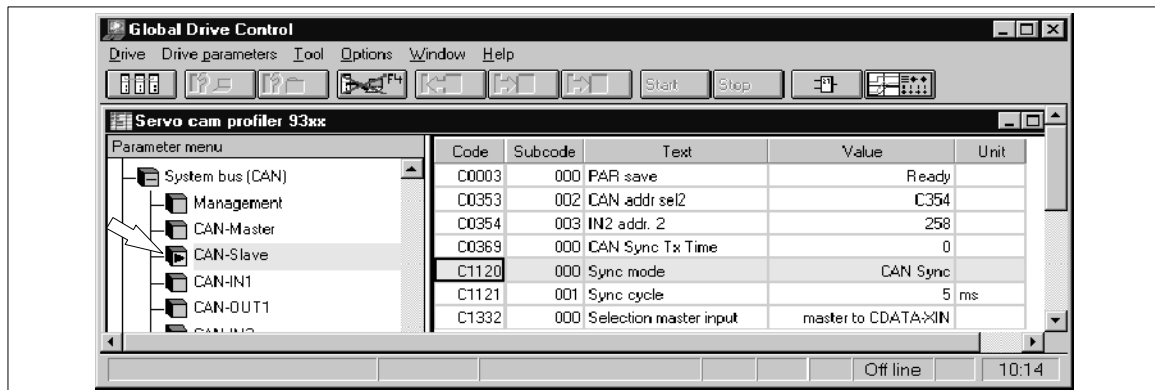 Global Drive Control
Drive Drive parameters Tool Options Window Help
F4 Start Stop
Servo cam profiler 93xx
Parameter menu
System bus (CAN)
Management
CAN-Master
CAN-Slave
CAN-IN1
CAN-OUT1
Code Subcode Text Value Unit
C0003 000 PAR save Ready
C0353 002 CAN addr sel2 C354
C0354 003 IN2 addr. 2 258
C0369 000 CAN Sync Tx Time 0
C1120 000 Sync mode CAN Sync
C1121 001 Sync cycle 5 ms
C1332 000 Selection master input master to CDATA-XIN
Off line 10:14